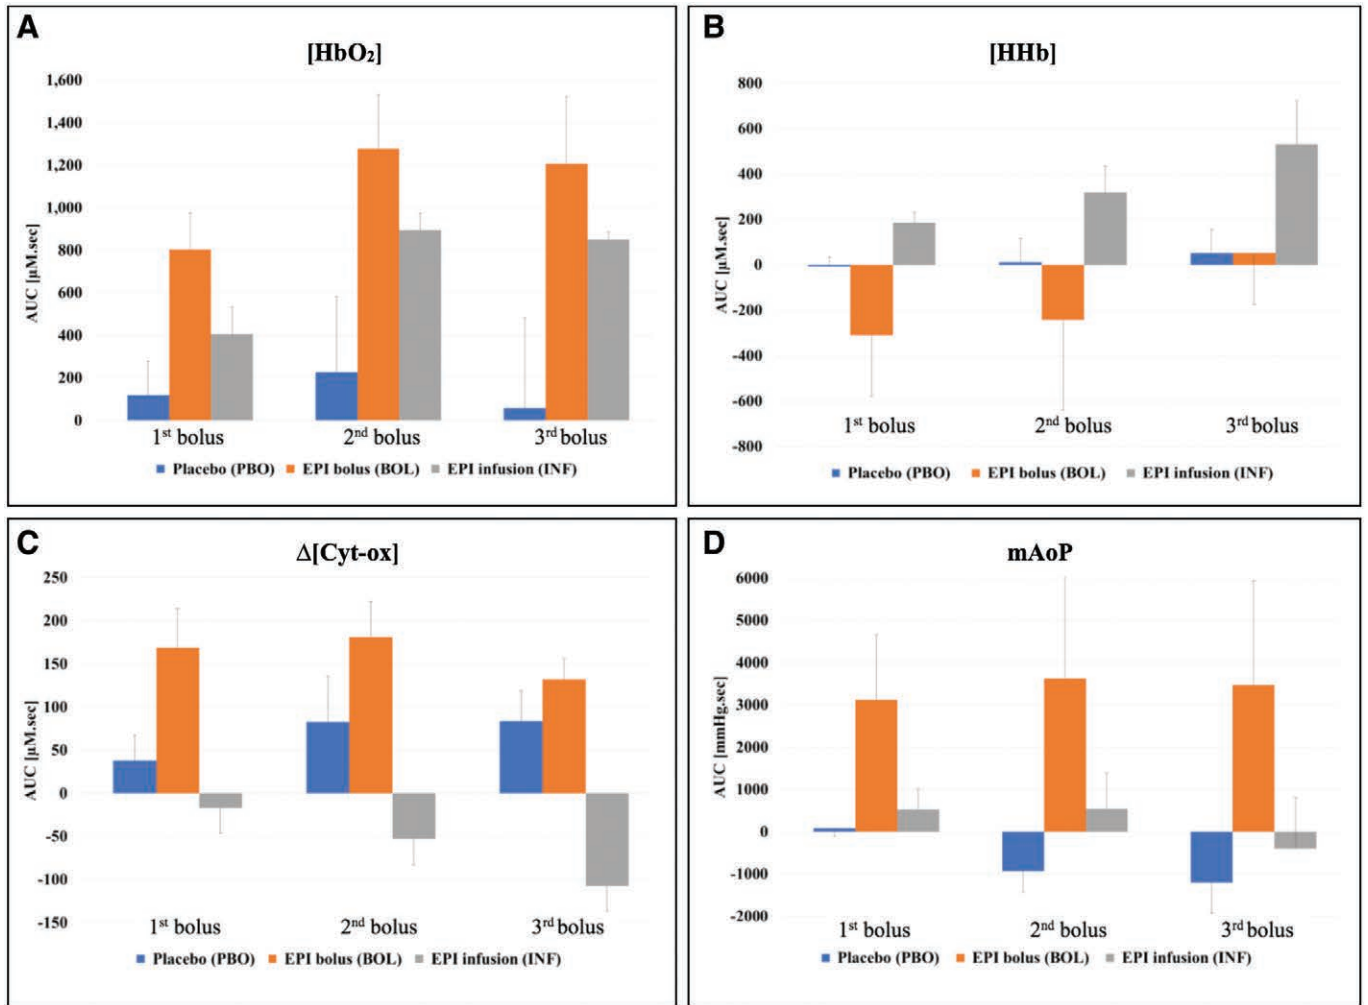 A
[HbO₂]
AUC [µM.sec]
1,600
1,400
1,200
1,000
800
600
400
200
0
1st bolus 2nd bolus 3rd bolus
Placebo (PBO) EPI bolus (BOL) EPI infusion (INF)
B
[HHb]
AUC [µM.sec]
800
600
400
200
0
-200
-400
-600
-800
1st bolus 2nd bolus 3rd bolus
Placebo (PBO) EPI bolus (BOL) EPI infusion (INF)
C
Δ[Cyt-ox]
AUC [µM.sec]
250
200
150
100
50
0
-50
-100
-150
1st bolus 2nd bolus 3rd bolus
Placebo (PBO) EPI bolus (BOL) EPI infusion (INF)
D
mAoP
AUC [mmHg.sec]
6000
5000
4000
3000
2000
1000
0
-1000
-2000
1st bolus 2nd bolus 3rd bolus
Placebo (PBO) EPI bolus (BOL) EPI infusion (INF)